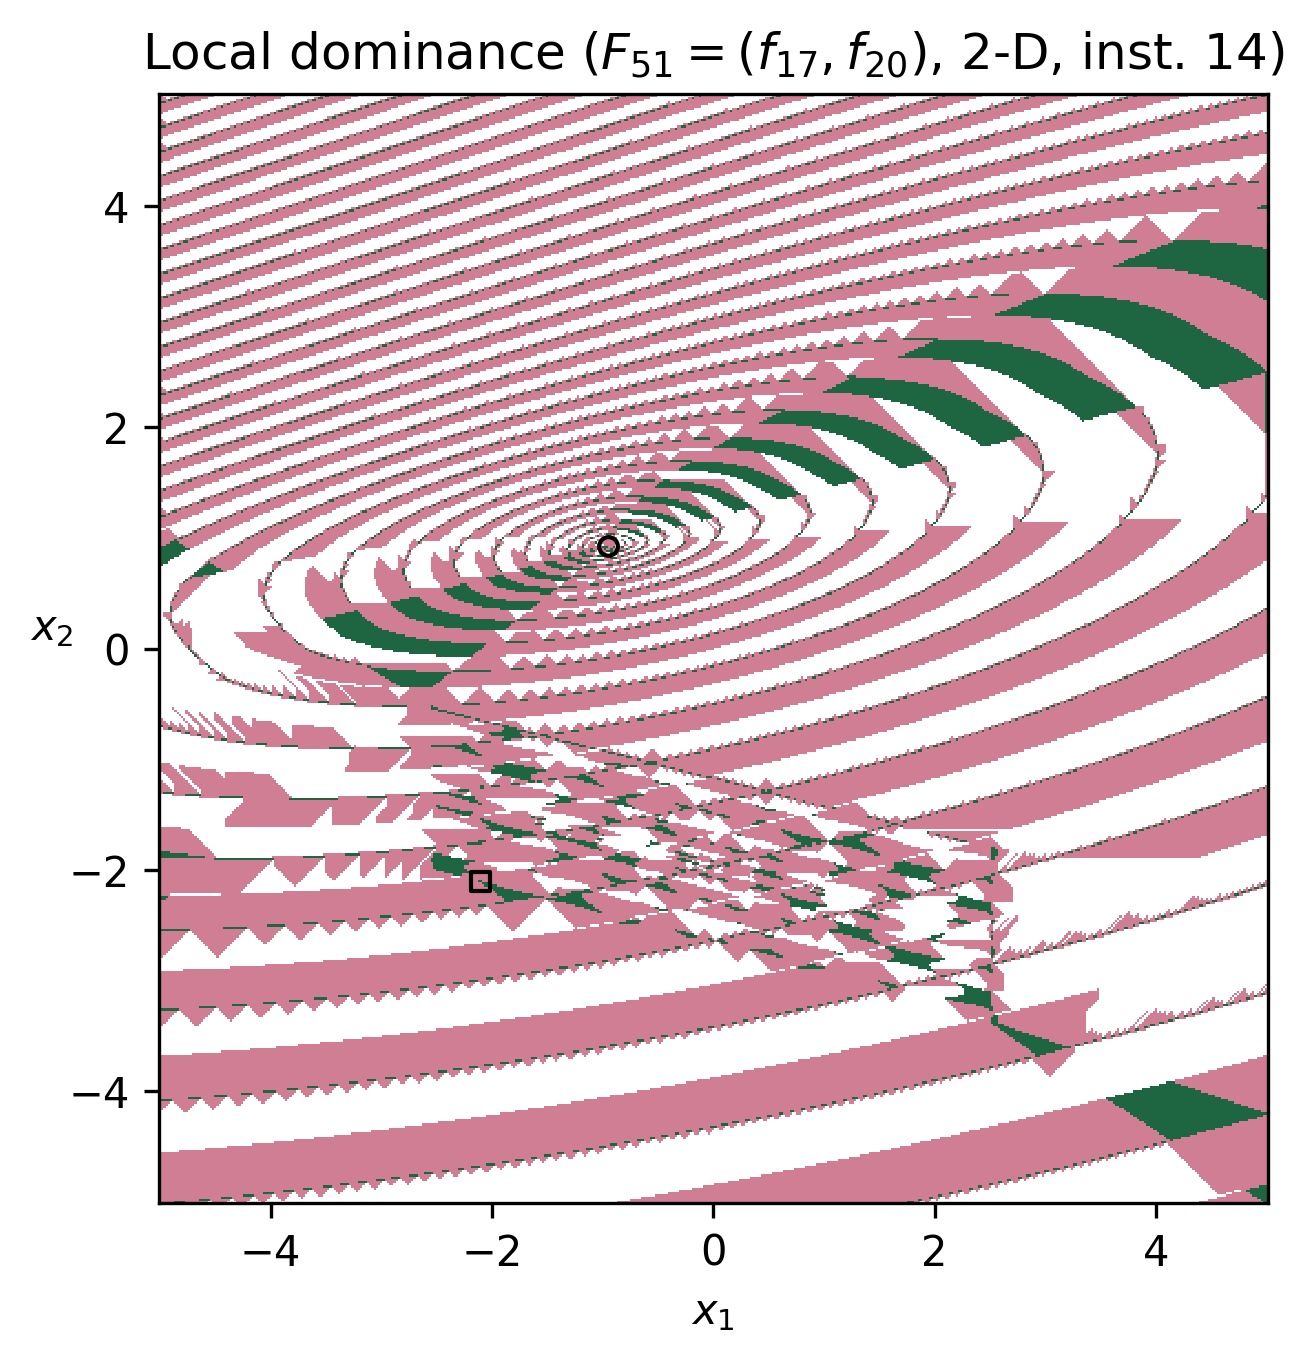 Local dominance (F₅₁ = (f₁₇, f₂₀), 2-D, inst. 14)
4
2
x₂
0
−2
−4
−4 −2 0 2 4
x₁